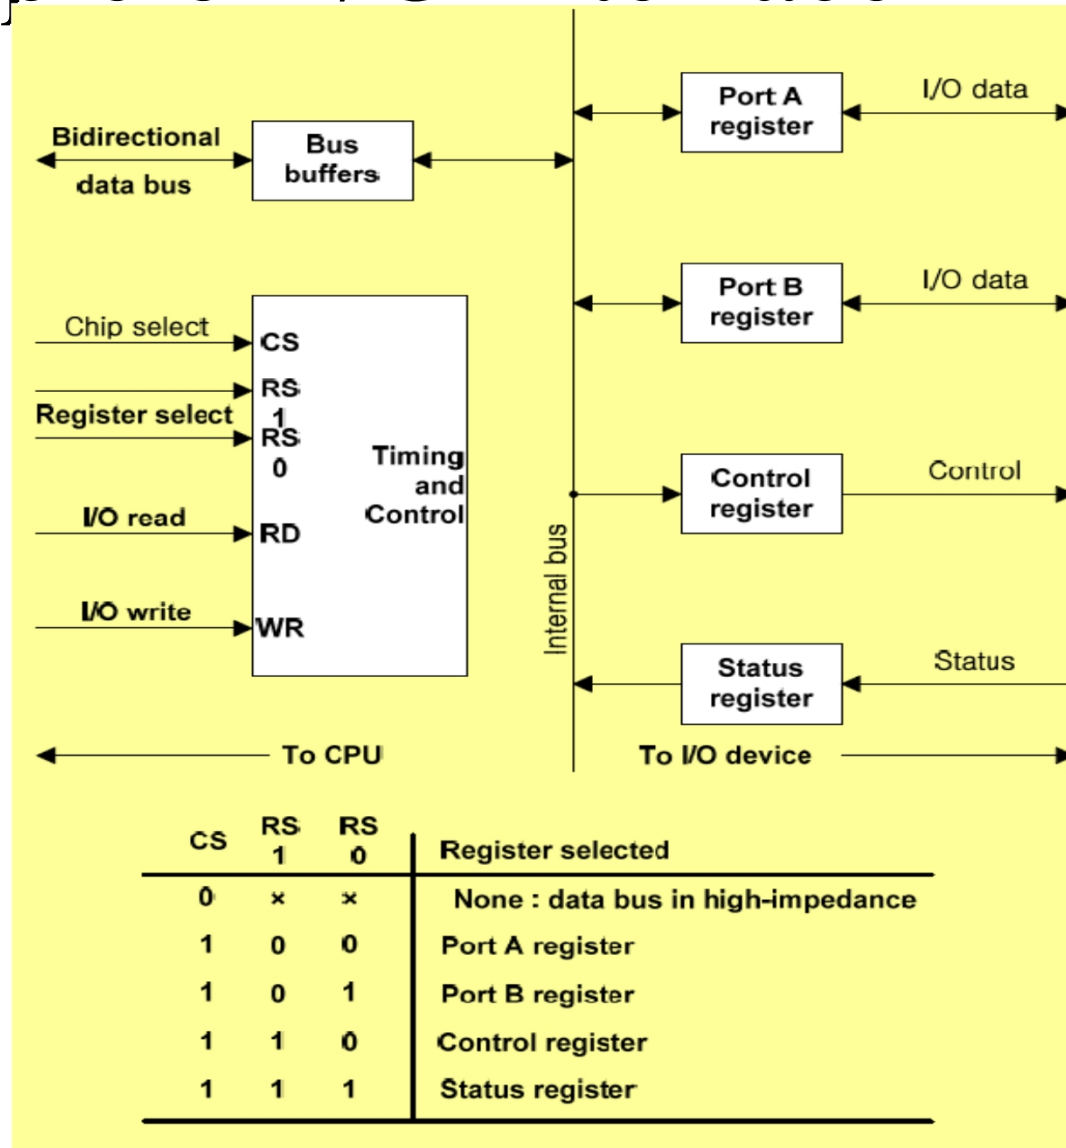 Bidirectional
data bus
Bus
buffers
Port A
register
I/O data
Port B
register
I/O data
Chip select
CS
RS
1
Register select
RS
0
Timing
and
Control
I/O read
RD
I/O write
WR
Internal bus
Control
register
Control
Status
register
Status
To CPU
To I/O device
CS RS 1 RS 0 Register selected
0 × × None : data bus in high-impedance
1 0 0 Port A register
1 0 1 Port B register
1 1 0 Control register
1 1 1 Status register